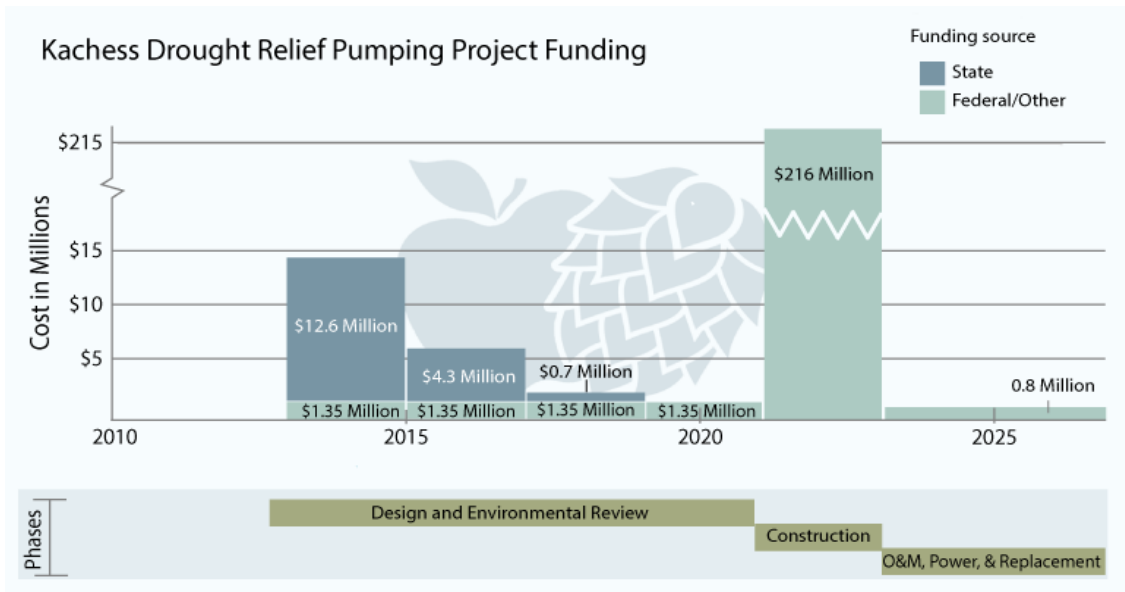 Kachess Drought Relief Pumping Project Funding
Funding source
State
Federal/Other
Cost in Millions
$215
$15
$10
$5
$216 Million
$12.6 Million
$4.3 Million
$0.7 Million
0.8 Million
$1.35 Million
$1.35 Million
$1.35 Million
$1.35 Million
2010
2015
2020
2025
Phases
Design and Environmental Review
Construction
O&M, Power, & Replacement